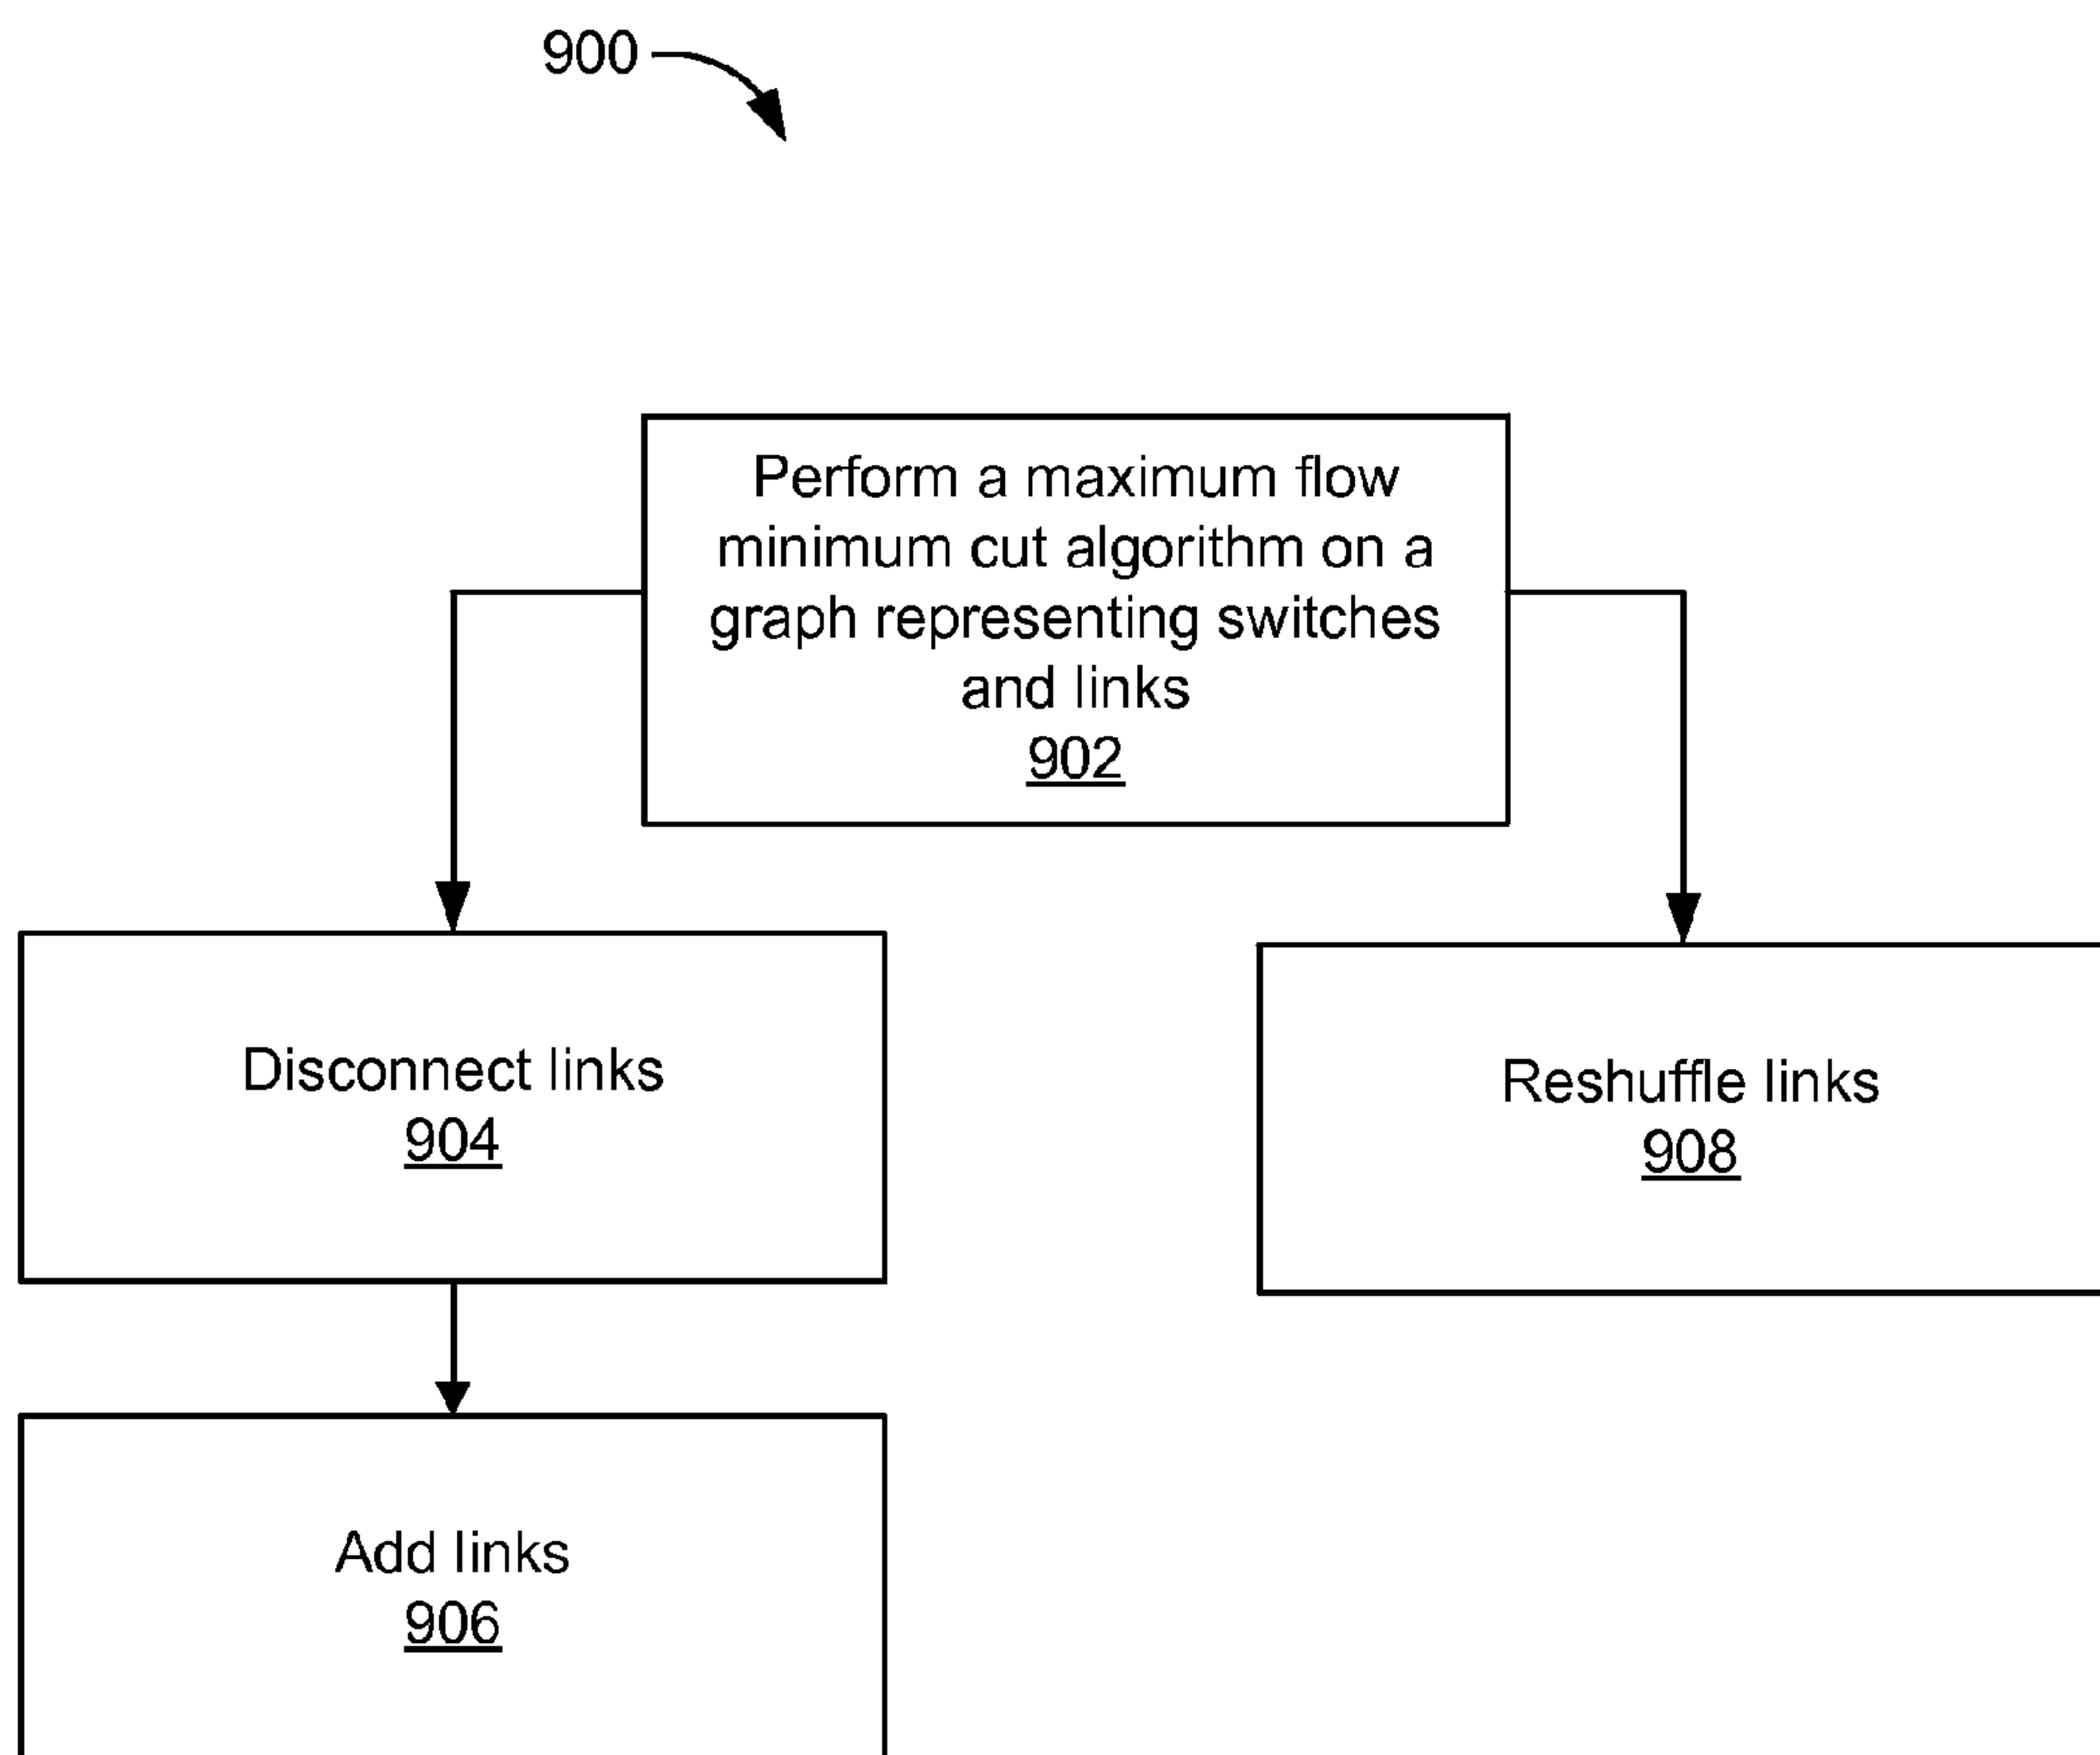 900
Perform a maximum flow
minimum cut algorithm on a
graph representing switches
and links
902
Disconnect links
904
Reshuffle links
908
Add links
906